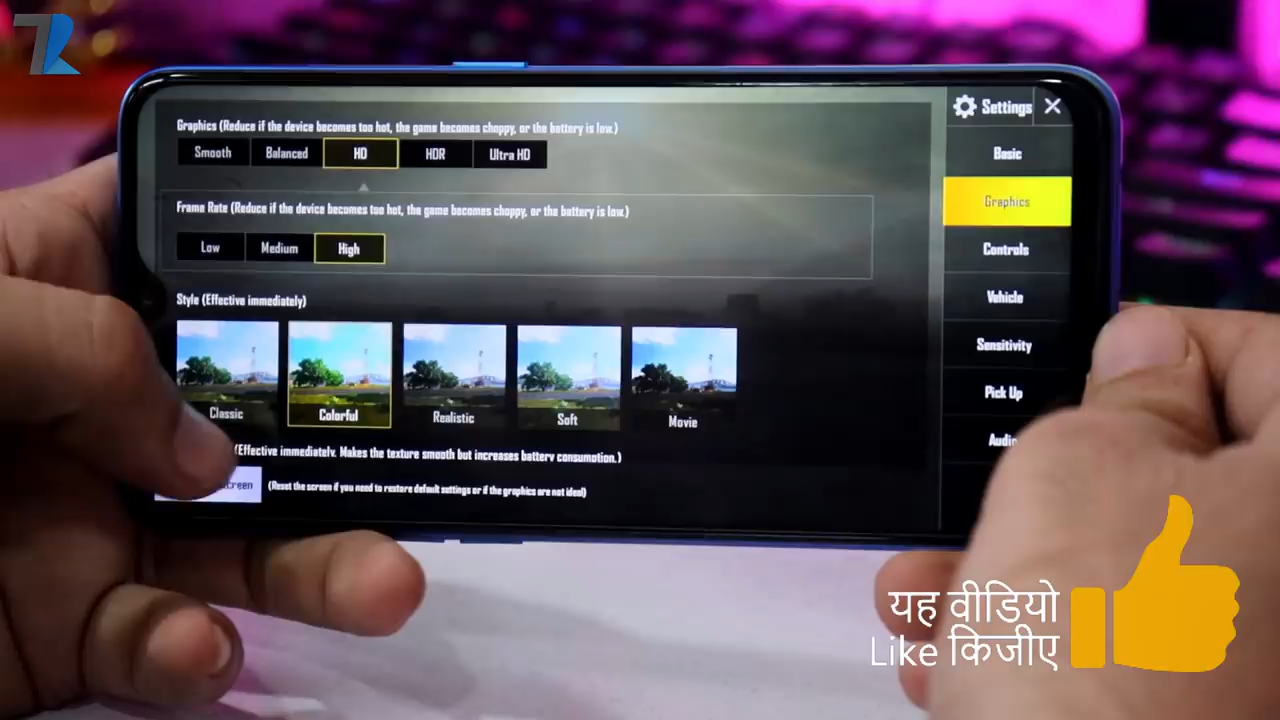 Graphics (Reduce if the device becomes too hot, the game becomes choppy, or the battery is low.)
Smooth Balanced HD HDR Ultra HD
Frame Rate (Reduce if the device becomes too hot, the game becomes choppy, or the battery is low.)
Low Medium High
Style (Effective immediately)
Classic Colorful Realistic Soft Movie
(Effective immediately. Makes the texture smooth but increases battery consumption.)
(Reset the screen if you need to restore default settings or if the graphics are not ideal)
Settings
Basic
Graphics
Controls
Vehicle
Sensitivity
Pick Up
यह वीडियो
Like किजीए